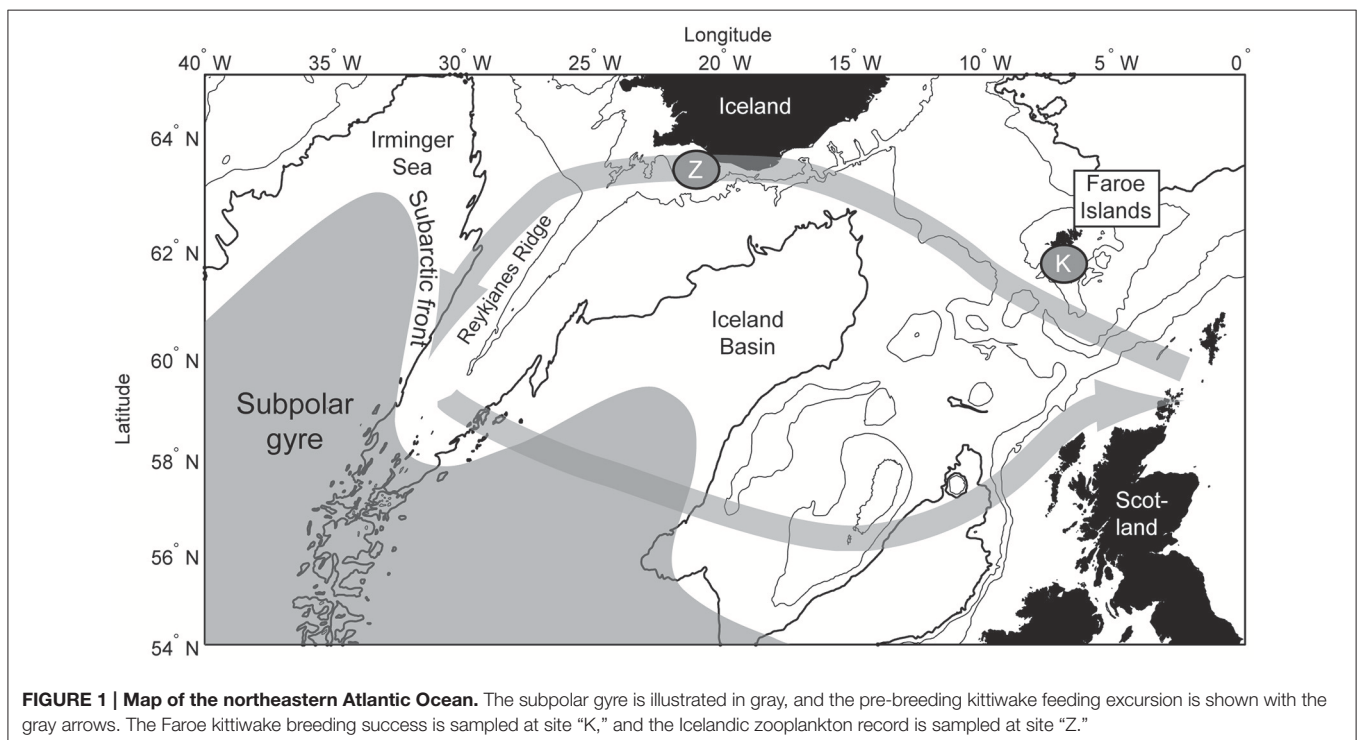 Longitude
40° W 35° W 30° W 25° W 20° W 15° W 10° W 5° W 0°
Latitude
64° N
62° N
60° N
58° N
56° N
54° N
Iceland
Irminger
Sea
Z
Faroe
Islands
K
Subarctic front
Reykjanes Ridge
Iceland
Basin
Subpolar
gyre
Scot-
land
FIGURE 1 | Map of the northeastern Atlantic Ocean. The subpolar gyre is illustrated in gray, and the pre-breeding kittiwake feeding excursion is shown with the
gray arrows. The Faroe kittiwake breeding success is sampled at site “K,” and the Icelandic zooplankton record is sampled at site “Z.”